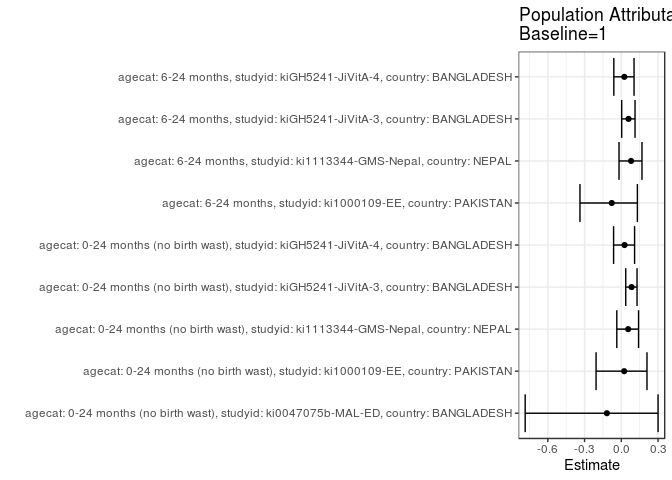 Population Attributa
Baseline=1
agecat: 6-24 months, studyid: kiGH5241-JiVitA-4, country: BANGLADESH
agecat: 6-24 months, studyid: kiGH5241-JiVitA-3, country: BANGLADESH
agecat: 6-24 months, studyid: ki1113344-GMS-Nepal, country: NEPAL
agecat: 6-24 months, studyid: ki1000109-EE, country: PAKISTAN
agecat: 0-24 months (no birth wast), studyid: kiGH5241-JiVitA-4, country: BANGLADESH
agecat: 0-24 months (no birth wast), studyid: kiGH5241-JiVitA-3, country: BANGLADESH
agecat: 0-24 months (no birth wast), studyid: ki1113344-GMS-Nepal, country: NEPAL
agecat: 0-24 months (no birth wast), studyid: ki1000109-EE, country: PAKISTAN
agecat: 0-24 months (no birth wast), studyid: ki0047075b-MAL-ED, country: BANGLADESH
-0.6 -0.3 0.0 0.3
Estimate